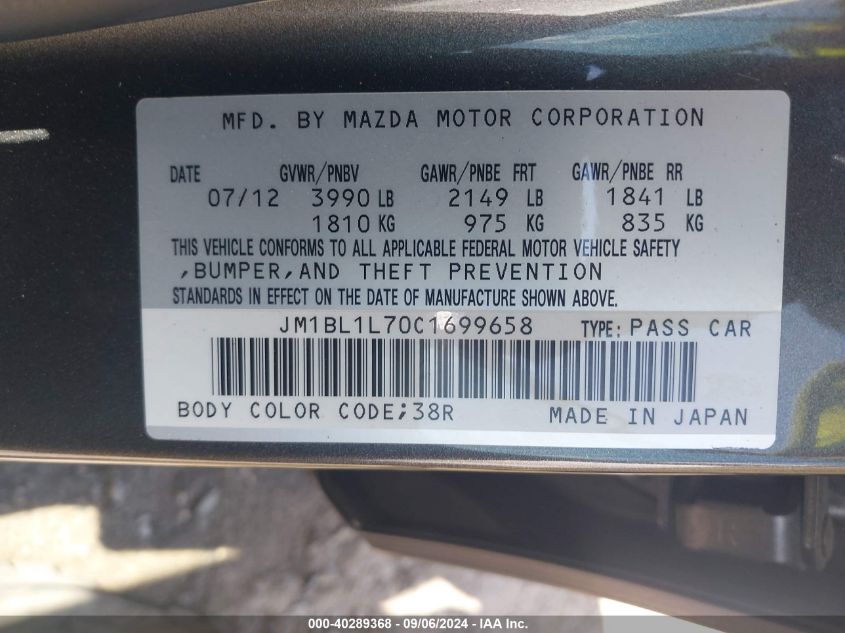 MFD. BY MAZDA MOTOR CORPORATION
DATE GVWR/PNBV GAWR/PNBE FRT GAWR/PNBE RR
07/12 3990 LB 2149 LB 1841 LB
1810 KG 975 KG 835 KG
THIS VEHICLE CONFORMS TO ALL APPLICABLE FEDERAL MOTOR VEHICLE SAFETY
,BUMPER,AND THEFT PREVENTION
STANDARDS IN EFFECT ON THE DATE OF MANUFACTURE SHOWN ABOVE.
JM1BL1L70C1699658 TYPE: PASS CAR
BODY COLOR CODE;38R MADE IN JAPAN
000-40289368 - 09/06/2024 - IAA Inc.